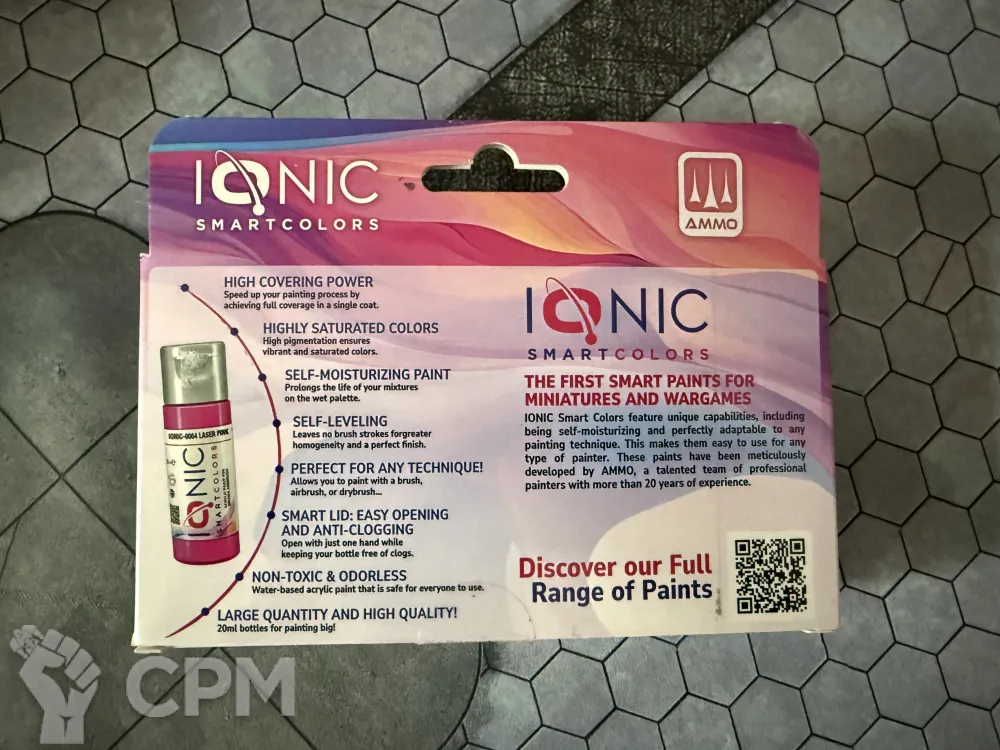 IONIC
SMARTCOLORS
AMMO
HIGH COVERING POWER
Speed up your painting process by
achieving full coverage in a single coat.
HIGHLY SATURATED COLORS
High pigmentation ensures
vibrant and saturated colors.
SELF-MOISTURIZING PAINT
Prolongs the life of your mixtures
on the wet palette.
SELF-LEVELING
Leaves no brush strokes forgreater
homogeneity and a perfect finish.
PERFECT FOR ANY TECHNIQUE!
Allows you to paint with a brush,
airbrush, or drybrush...
SMART LID: EASY OPENING
AND ANTI-CLOGGING
Open with just one hand while
keeping your bottle free of clogs.
NON-TOXIC & ODORLESS
Water-based acrylic paint that is safe for everyone to use.
LARGE QUANTITY AND HIGH QUALITY!
20ml bottles for painting big!
IONIC-0064 LASER PINK
IONIC
SMARTCOLORS
IONIC
SMARTCOLORS
THE FIRST SMART PAINTS FOR
MINIATURES AND WARGAMES
IONIC Smart Colors feature unique capabilities, including
being self-moisturizing and perfectly adaptable to any
painting technique. This makes them easy to use for any
type of painter. These paints have been meticulously
developed by AMMO, a talented team of professional
painters with more than 20 years of experience.
Discover our Full
Range of Paints
CPM